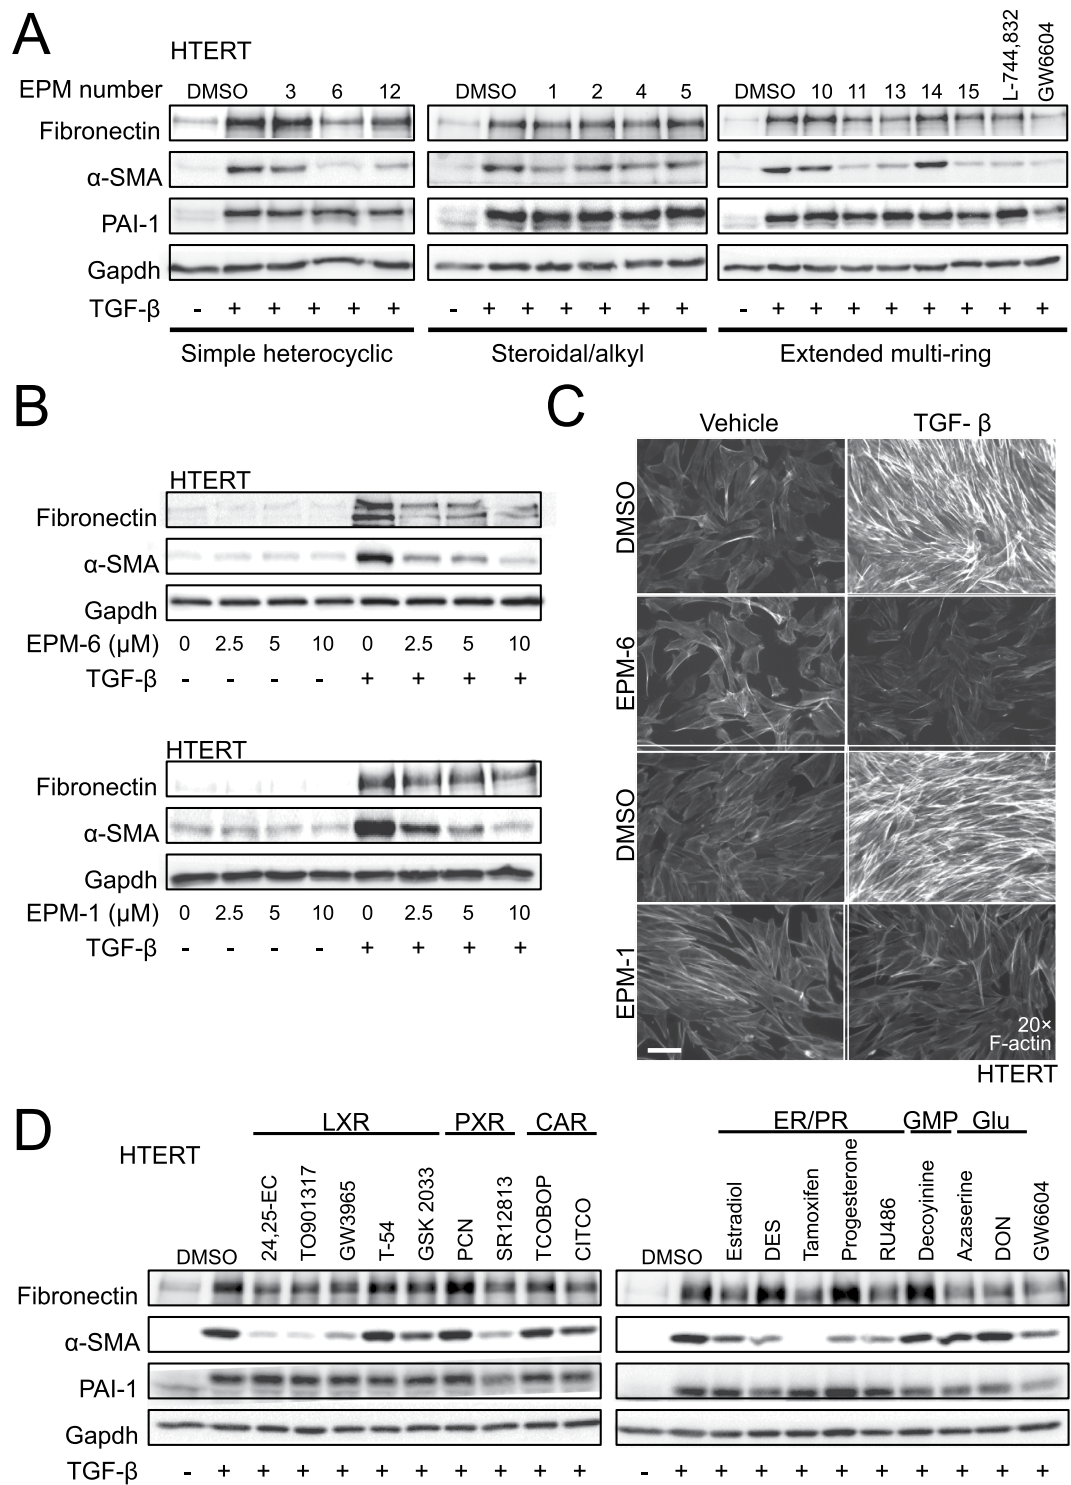 A
HTERT
EPM number DMSO 3 6 12 DMSO 1 2 4 5 DMSO 10 11 13 14 15 L-744,832 GW6604
Fibronectin
α-SMA
PAI-1
Gapdh
TGF-β - + + + + - + + + + + - + + + + + + + +
Simple heterocyclic Steroidal/alkyl Extended multi-ring
B
HTERT
Fibronectin
α-SMA
Gapdh
EPM-6 (µM) 0 2.5 5 10 0 2.5 5 10
TGF-β - - - - + + + +
HTERT
Fibronectin
α-SMA
Gapdh
EPM-1 (µM) 0 2.5 5 10 0 2.5 5 10
TGF-β - - - - + + + +
C
Vehicle TGF- β
DMSO
EPM-6
DMSO
EPM-1
20×
F-actin
HTERT
D
LXR PXR CAR ER/PR GMP Glu
HTERT
DMSO 24,25-EC TO901317 GW3965 T-54 GSK 2033 PCN SR12813 TCOBOP CITCO DMSO Estradiol DES Tamoxifen Progesterone RU486 Decoyinine Azaserine DON GW6604
Fibronectin
α-SMA
PAI-1
Gapdh
TGF-β - + + + + + + + + + + - + + + + + + + + + +